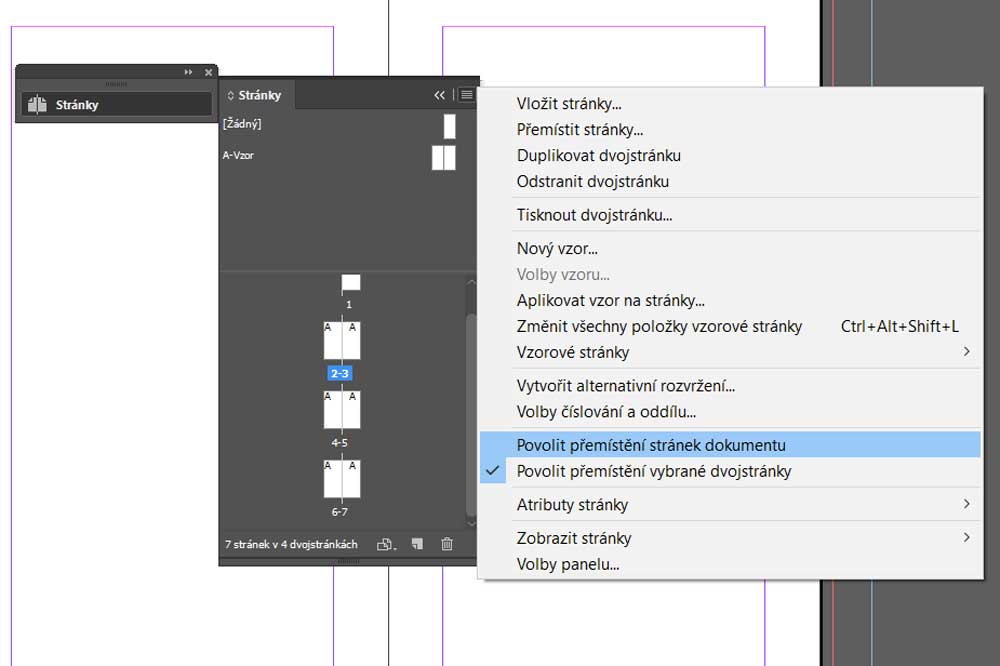 Stránky
Stránky
[Žádný]
A-Vzor
1
A A
2-3
A A
4-5
A A
6-7
7 stránek v 4 dvojstránkách
Vložit stránky...
Přemístit stránky...
Duplikovat dvojstránku
Odstranit dvojstránku
Tisknout dvojstránku...
Nový vzor...
Volby vzoru...
Aplikovat vzor na stránky...
Změnit všechny položky vzorové stránky Ctrl+Alt+Shift+L
Vzorové stránky
Vytvořit alternativní rozvržení...
Volby číslování a oddílu...
Povolit přemístění stránek dokumentu
Povolit přemístění vybrané dvojstránky
Atributy stránky
Zobrazit stránky
Volby panelu...